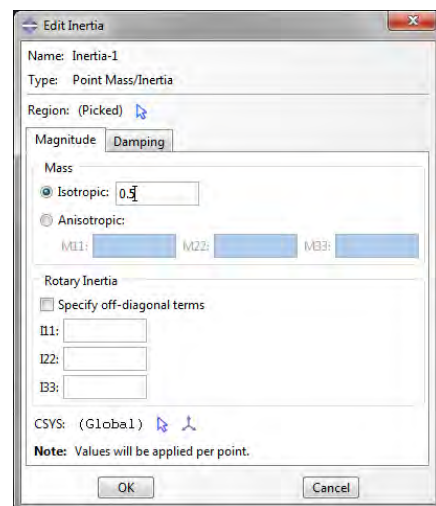 Edit Inertia
Name: Inertia-1
Type: Point Mass/Inertia
Region: (Picked)
Magnitude Damping
Mass
Isotropic: 0.5
Anisotropic:
M11: M22: M33:
Rotary Inertia
Specify off-diagonal terms
I11:
I22:
I33:
CSYS: (Global)
Note: Values will be applied per point.
OK Cancel